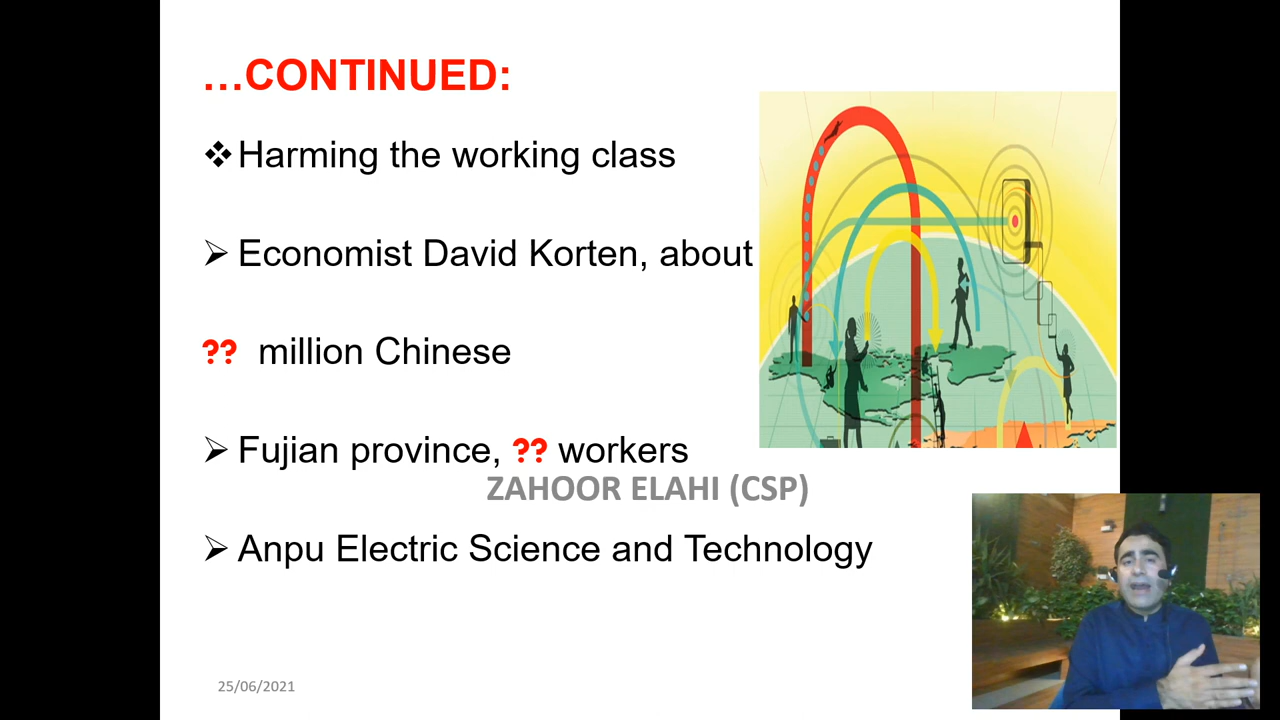 …CONTINUED:
❖Harming the working class
➢Economist David Korten, about
?? million Chinese
➢Fujian province, ?? workers
ZAHOOR ELAHI (CSP)
➢Anpu Electric Science and Technology
25/06/2021